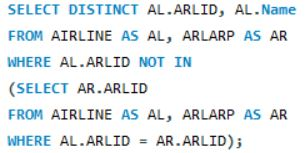 SELECT DISTINCT AL.ARLID, AL.Name
FROM AIRLINE AS AL, ARLARP AS AR
WHERE AL.ARLID NOT IN
(SELECT AR.ARLID
FROM AIRLINE AS AL, ARLARP AS AR
WHERE AL.ARLID = AR.ARLID);